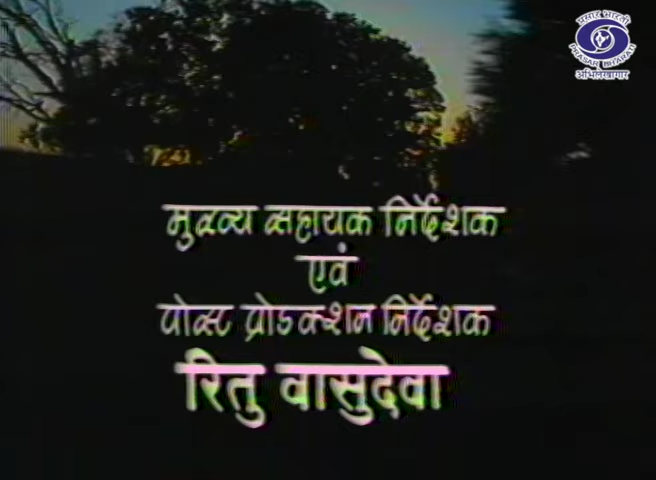 प्रसार भारती
PRASAR BHARATI
अभिलेखागार
मुख्य सहायक निर्देशक
एवं
पोस्ट प्रोडक्शन निर्देशक
रितु वासुदेवा